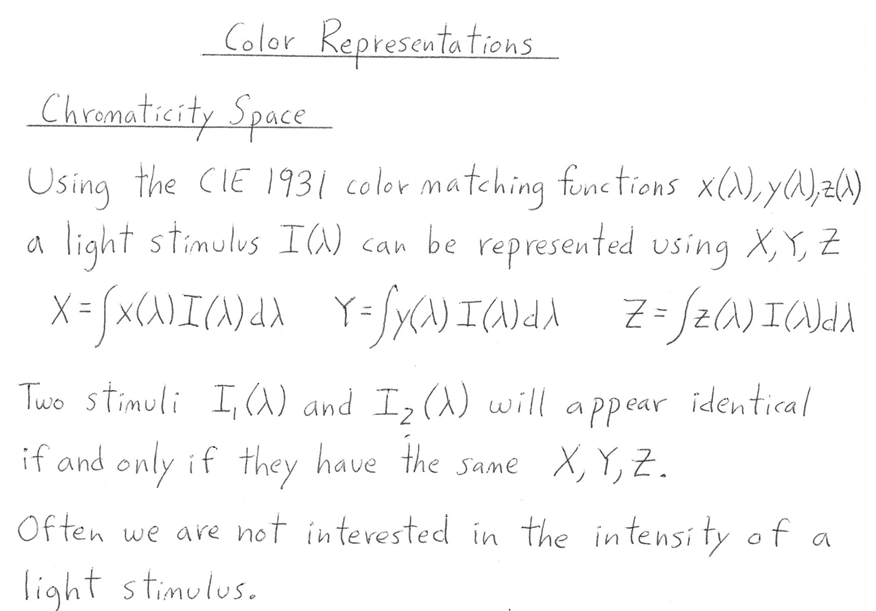 Color Representations
Chromaticity Space
Using the CIE 1931 color matching functions x(λ), y(λ), z(λ)
a light stimulus I(λ) can be represented using X, Y, Z
X = ∫x(λ)I(λ)dλ Y = ∫y(λ)I(λ)dλ Z = ∫z(λ)I(λ)dλ
Two stimuli I₁(λ) and I₂(λ) will appear identical
if and only if they have the same X, Y, Z.
Often we are not interested in the intensity of a
light stimulus.